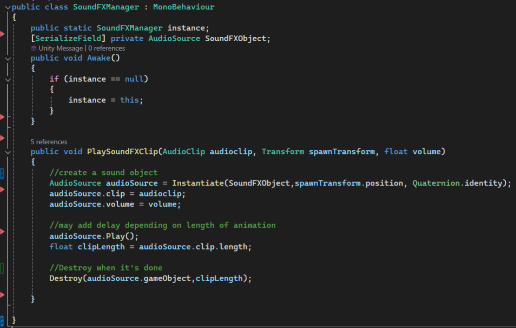 public class SoundFXManager : MonoBehaviour
{
public static SoundFXManager instance;
[SerializeField] private AudioSource SoundFXObject;
Unity Message | 0 references
public void Awake()
{
if (instance == null)
{
instance = this;
}
}
5 references
public void PlaySoundFXClip(AudioClip audioclip, Transform spawnTransform, float volume)
{
//create a sound object
AudioSource audioSource = Instantiate(SoundFXObject,spawnTransform.position, Quaternion.identity);
audioSource.clip = audioclip;
audioSource.volume = volume;
//may add delay depending on length of animation
audioSource.Play();
float clipLength = audioSource.clip.length;
//Destroy when it's done
Destroy(audioSource.gameObject,clipLength);
}
}